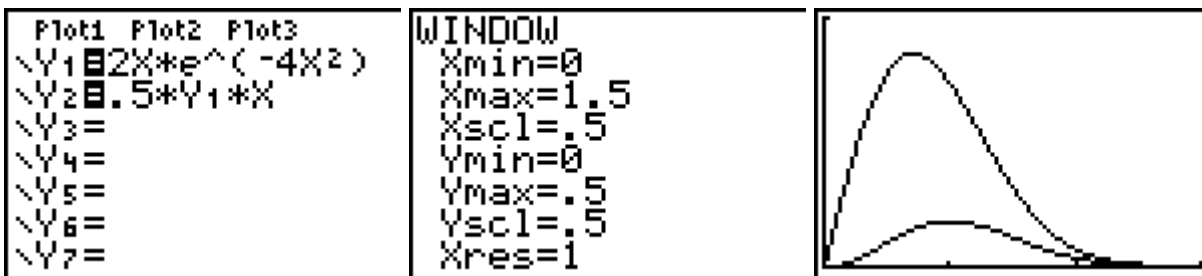 Plot1 Plot2 Plot3
\Y1=2X*e^(-4X²)
\Y2=.5*Y1*X
\Y3=
\Y4=
\Y5=
\Y6=
\Y7=
WINDOW
Xmin=0
Xmax=1.5
Xscl=.5
Ymin=0
Ymax=.5
Yscl=.5
Xres=1